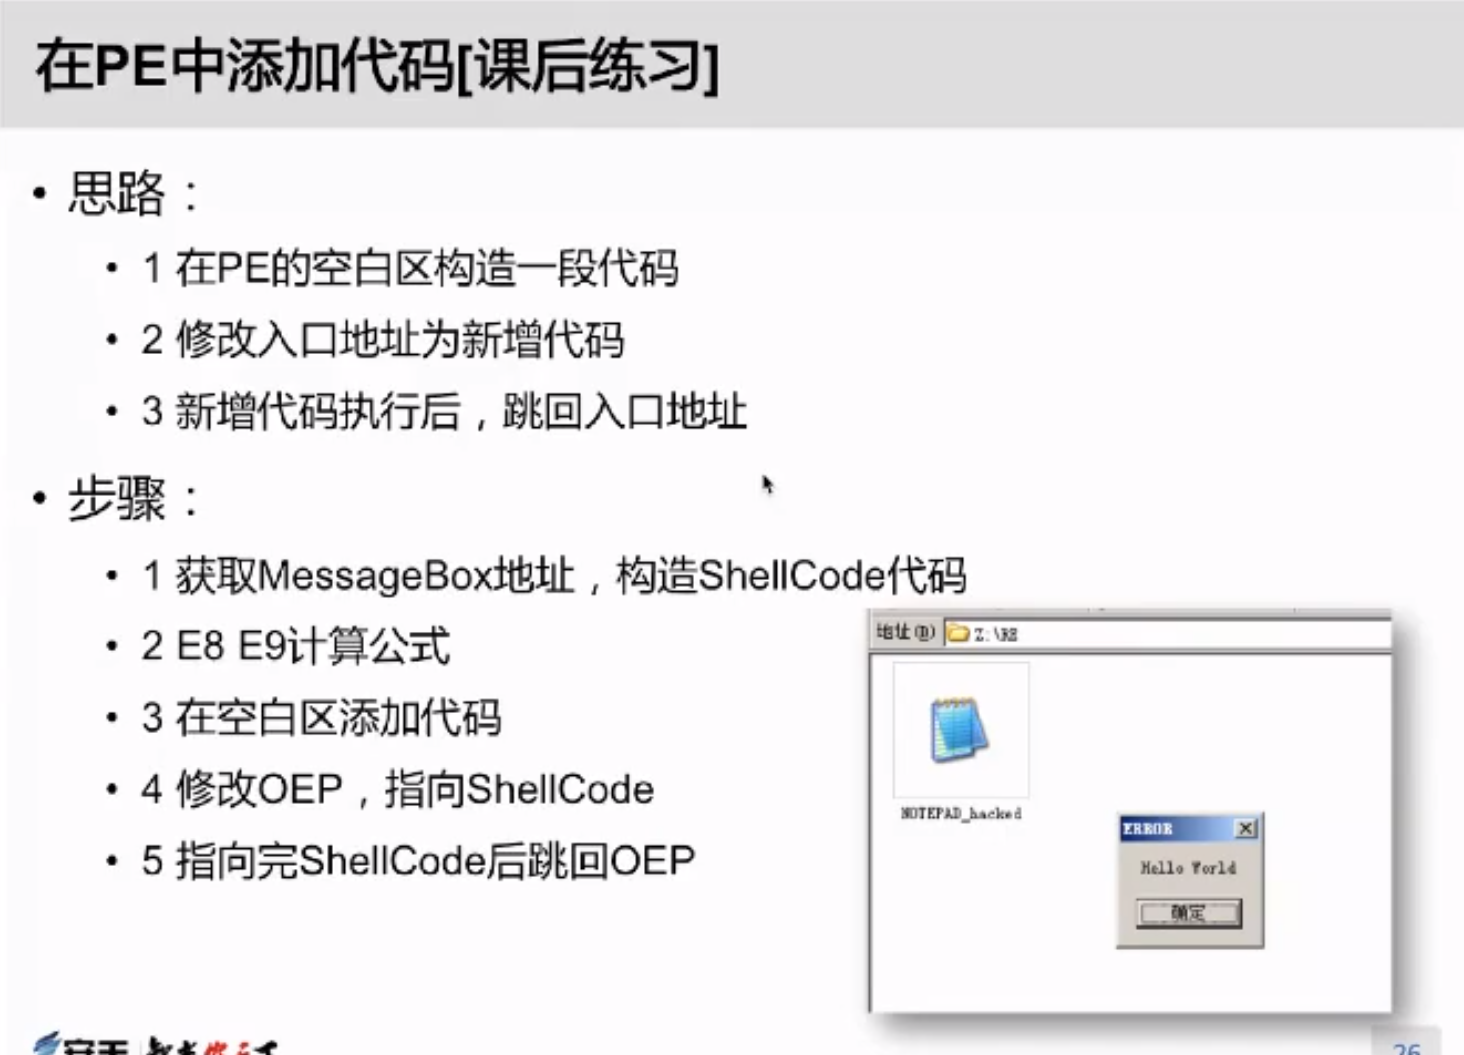 在PE中添加代码[课后练习]
• 思路：
• 1 在PE的空白区构造一段代码
• 2 修改入口地址为新增代码
• 3 新增代码执行后，跳回入口地址
• 步骤：
• 1 获取MessageBox地址，构造ShellCode代码
• 2 E8 E9计算公式
• 3 在空白区添加代码
• 4 修改OEP，指向ShellCode
• 5 指向完ShellCode后跳回OEP
地址(D) Z:\RE
NOTEPAD_hacked
ERROR
Hello World
确定
安天
26